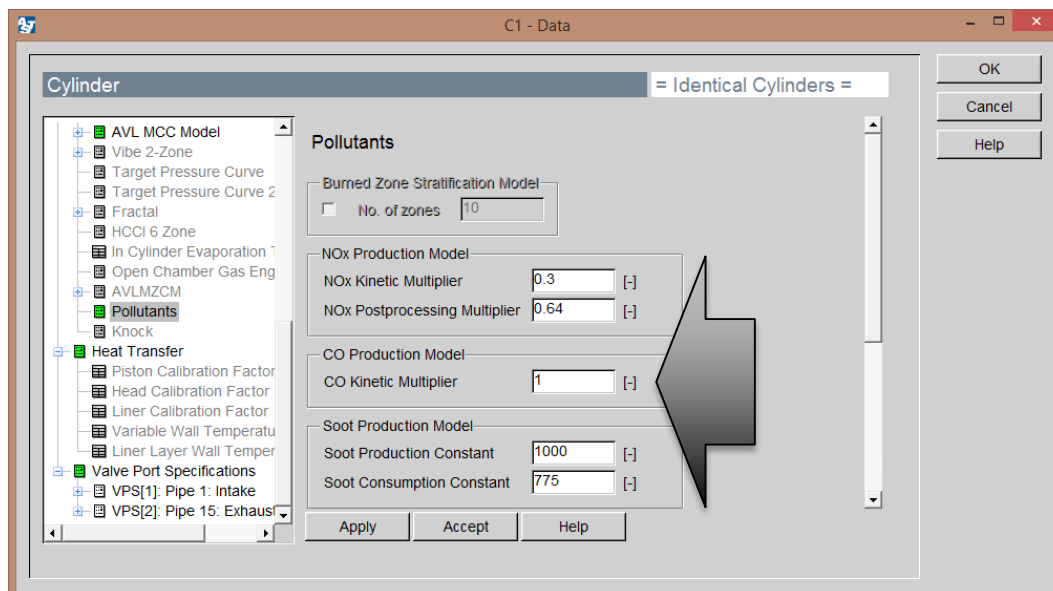 C1 - Data
OK
Cancel
Help
Cylinder
= Identical Cylinders =
AVL MCC Model
Vibe 2-Zone
Target Pressure Curve
Target Pressure Curve 2
Fractal
HCCI 6 Zone
In Cylinder Evaporation
Open Chamber Gas Eng
AVLMZCM
Pollutants
Knock
Heat Transfer
Piston Calibration Factor
Head Calibration Factor
Liner Calibration Factor
Variable Wall Temperatu
Liner Layer Wall Temper
Valve Port Specifications
VPS[1]: Pipe 1: Intake
VPS[2]: Pipe 15: Exhaust
Pollutants
Burned Zone Stratification Model
No. of zones 10
NOx Production Model
NOx Kinetic Multiplier 0.3 [-]
NOx Postprocessing Multiplier 0.64 [-]
CO Production Model
CO Kinetic Multiplier 1 [-]
Soot Production Model
Soot Production Constant 1000 [-]
Soot Consumption Constant 775 [-]
Apply Accept Help